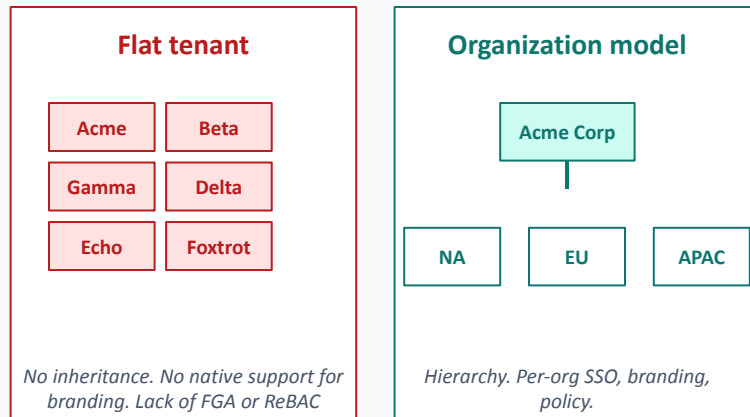 Flat tenant
Acme
Beta
Gamma
Delta
Echo
Foxtrot
No inheritance. No native support for
branding. Lack of FGA or ReBAC
Organization model
Acme Corp
NA
EU
APAC
Hierarchy. Per-org SSO, branding,
policy.